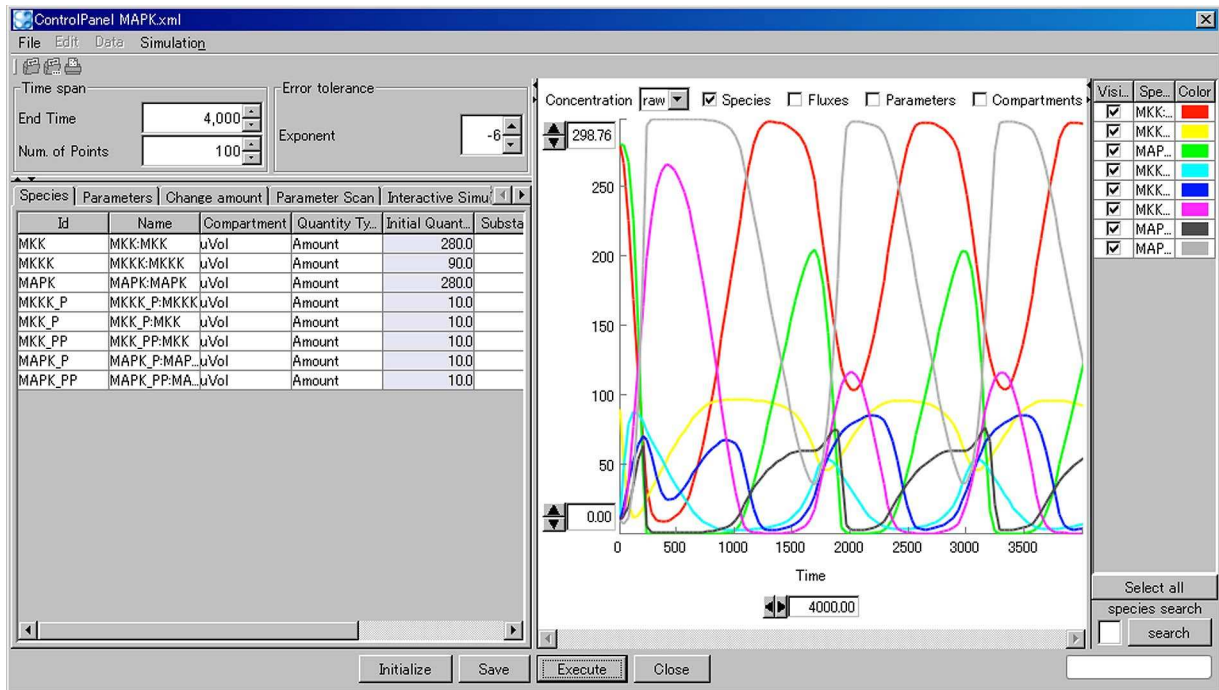 ControlPanel MAPK.xml
File Edit Data Simulation
Time span
End Time 4,000
Num. of Points 100
Error tolerance
Exponent -6
Species Parameters Change amount Parameter Scan Interactive Simu
Id Name Compartment Quantity Ty... Initial Quant... Substa
MKK MKK:MKK uVol Amount 280.0
MKKK MKKK:MKKK uVol Amount 90.0
MAPK MAPK:MAPK uVol Amount 280.0
MKKK_P MKKK_P:MKKK uVol Amount 10.0
MKK_P MKK_P:MKK uVol Amount 10.0
MKK_PP MKK_PP:MKK uVol Amount 10.0
MAPK_P MAPK_P:MAP... uVol Amount 10.0
MAPK_PP MAPK_PP:MA... uVol Amount 10.0
Concentration raw Species Fluxes Parameters Compartments
298.76
250
200
150
100
50
0.00
0 500 1000 1500 2000 2500 3000 3500
Time
4000.00
Visi... Spe... Color
MKK:...
MKK...
MAP...
MKK...
MKK...
MKK...
MAP...
MAP...
Select all
species search
search
Initialize Save Execute Close